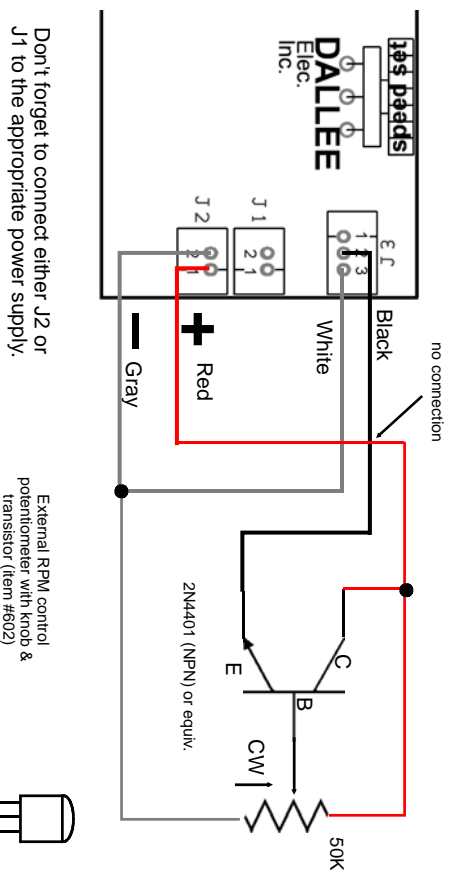 speed set
DALLEE
Elec.
Inc.
J 3
1
2
3
J 1
2
1
J 2
2
1
Black
White
+
Red
-
Gray
no connection
Don't forget to connect either J2 or
J1 to the appropriate power supply.
External RPM control
potentiometer with knob &
transistor (item #602)
2N4401 (NPN) or equiv.
C
B
E
CW
50K